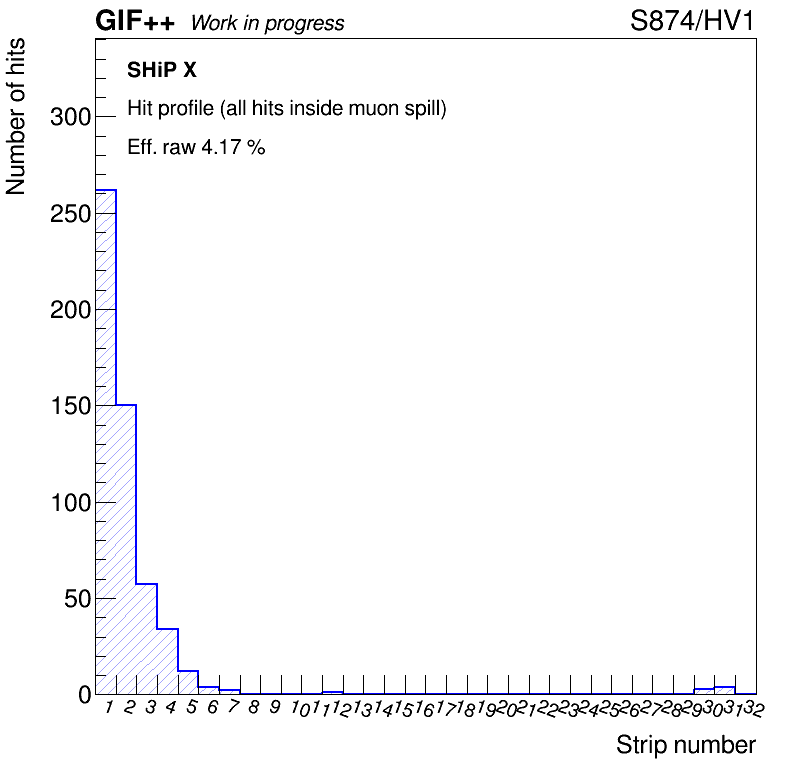 GIF++ Work in progress S874/HV1
Number of hits
SHiP X
Hit profile (all hits inside muon spill)
Eff. raw 4.17 %
300
250
200
150
100
50
0
1 2 3 4 5 6 7 8 9 10 11 12 13 14 15 16 17 18 19 20 21 22 23 24 25 26 27 28 29 30 31 32
Strip number